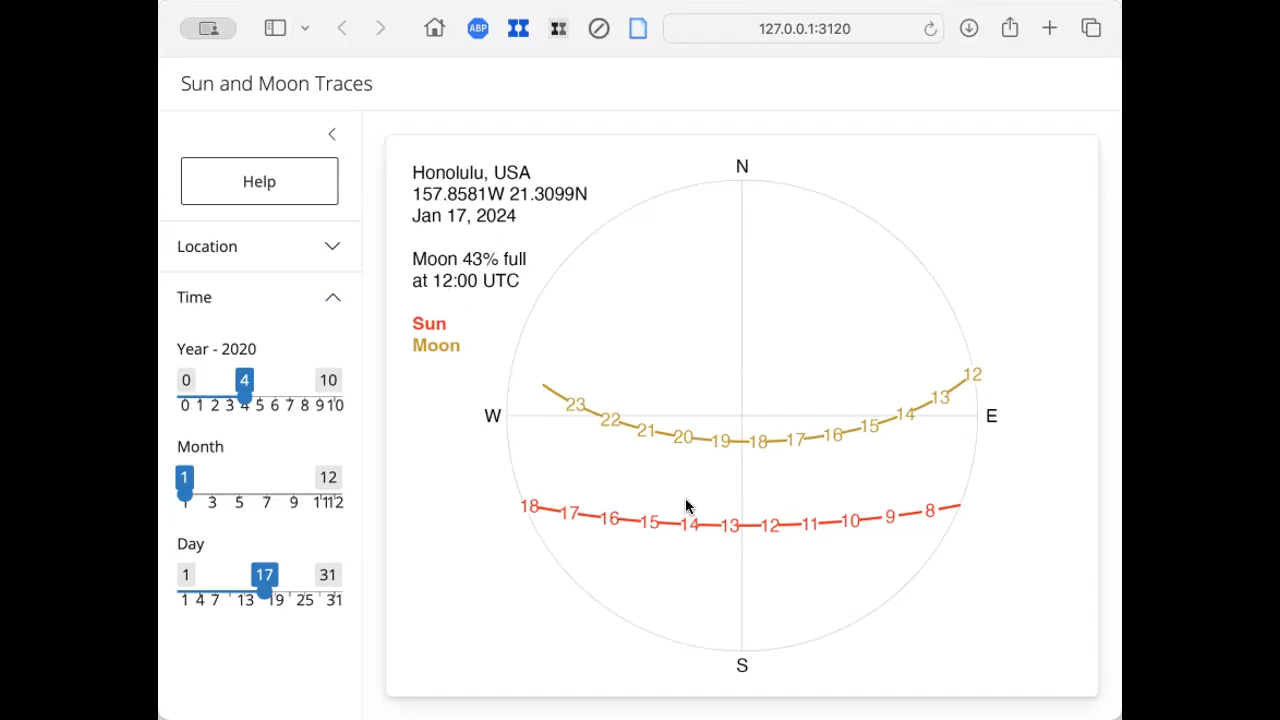 ABP
127.0.0.1:3120
Sun and Moon Traces
Help
Location
Time
Year - 2020
0 4 10
0 1 2 3 4 5 6 7 8 9 10
Month
1 12
1 3 5 7 9 11 12
Day
1 17 31
1 4 7 13 19 25 31
Honolulu, USA
157.8581W 21.3099N
Jan 17, 2024
Moon 43% full
at 12:00 UTC
Sun
Moon
N
W
E
S
23 22 21 20 19 18 17 16 15 14 13 12
18 17 16 15 14 13 12 11 10 9 8